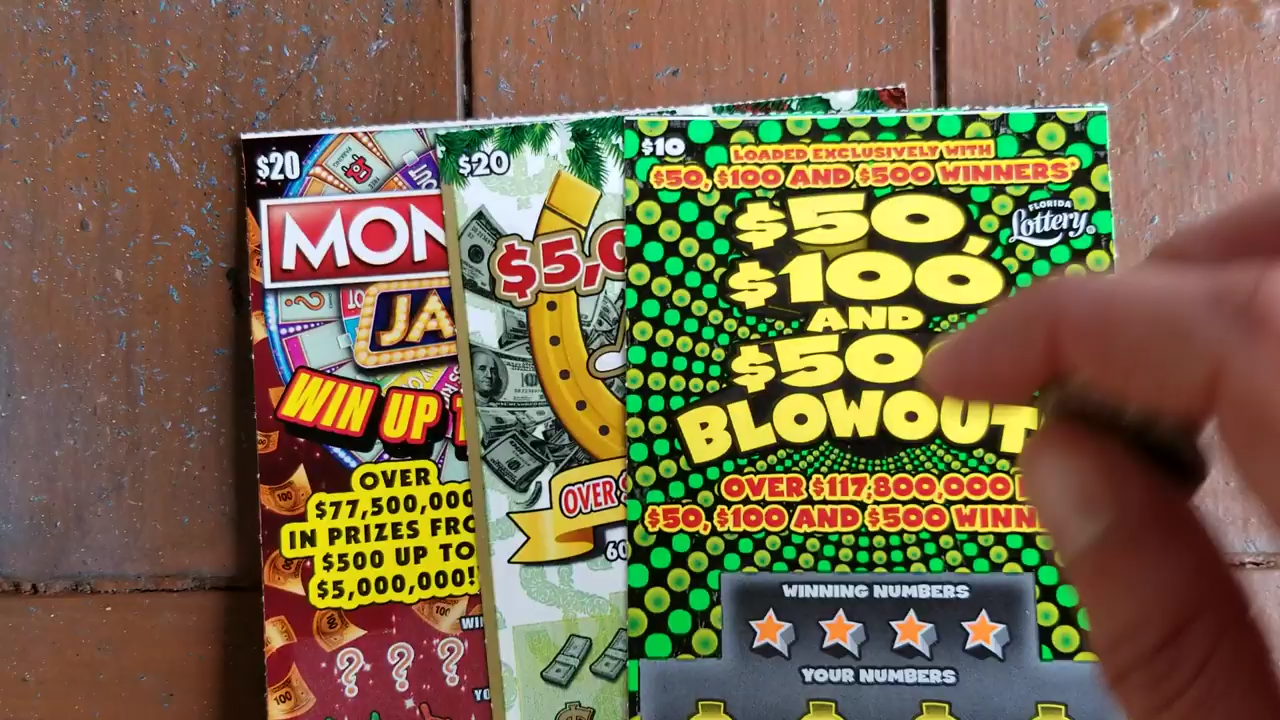 $20
MON
JA
WIN UP
OVER
$77,500,000
IN PRIZES
$500 UP TO
$5,000,000!
$20
$5,0
OVER
60
$10
LOADED EXCLUSIVELY WITH
$50, $100 AND $500 WINNERS*
FLORIDA
Lottery
$50,
$100
AND
$50
BLOWOUT
OVER $117,800,000
$50, $100 AND $500 WINN
WINNING NUMBERS
YOUR NUMBERS